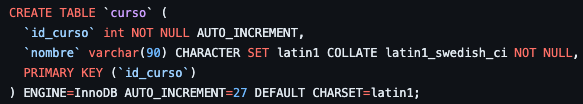 CREATE TABLE `curso` (
  `id_curso` int NOT NULL AUTO_INCREMENT,
  `nombre` varchar(90) CHARACTER SET latin1 COLLATE latin1_swedish_ci NOT NULL,
  PRIMARY KEY (`id_curso`)
) ENGINE=InnoDB AUTO_INCREMENT=27 DEFAULT CHARSET=latin1;